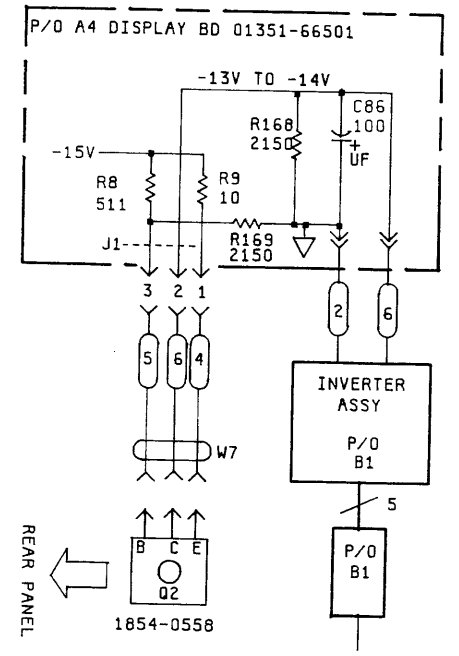 P/O A4 DISPLAY BD 01351-66501
-13V TO -14V
C86
100
UF
+
R168
2150
-15V
R8
511
R9
10
J1
R169
2150
3 2 1
5 6 4
2 6
W7
INVERTER
ASSY
P/O
B1
5
B C E
Q2
1854-0558
P/O
B1
REAR PANEL